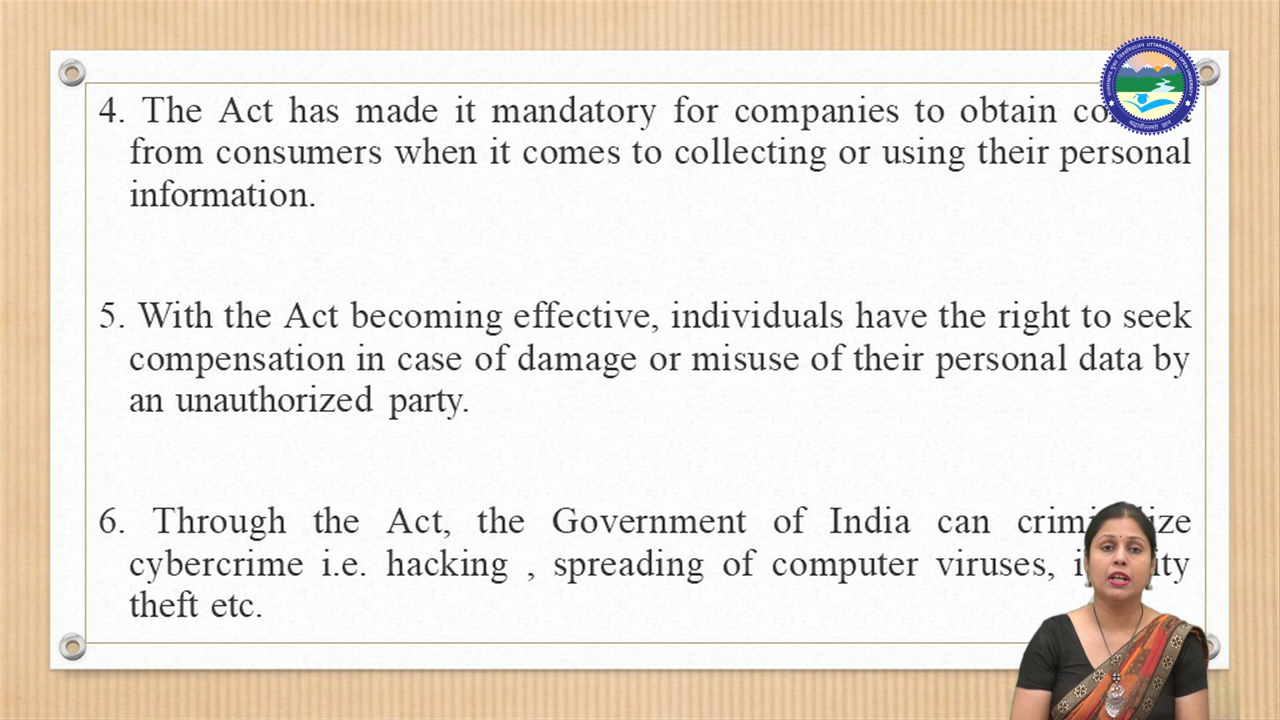 4. The Act has made it mandatory for companies to obtain
from consumers when it comes to collecting or using their personal
information.
5. With the Act becoming effective, individuals have the right to seek
compensation in case of damage or misuse of their personal data by
an unauthorized party.
6. Through the Act, the Government of India can
cybercrime i.e. hacking , spreading of computer viruses,
theft etc.